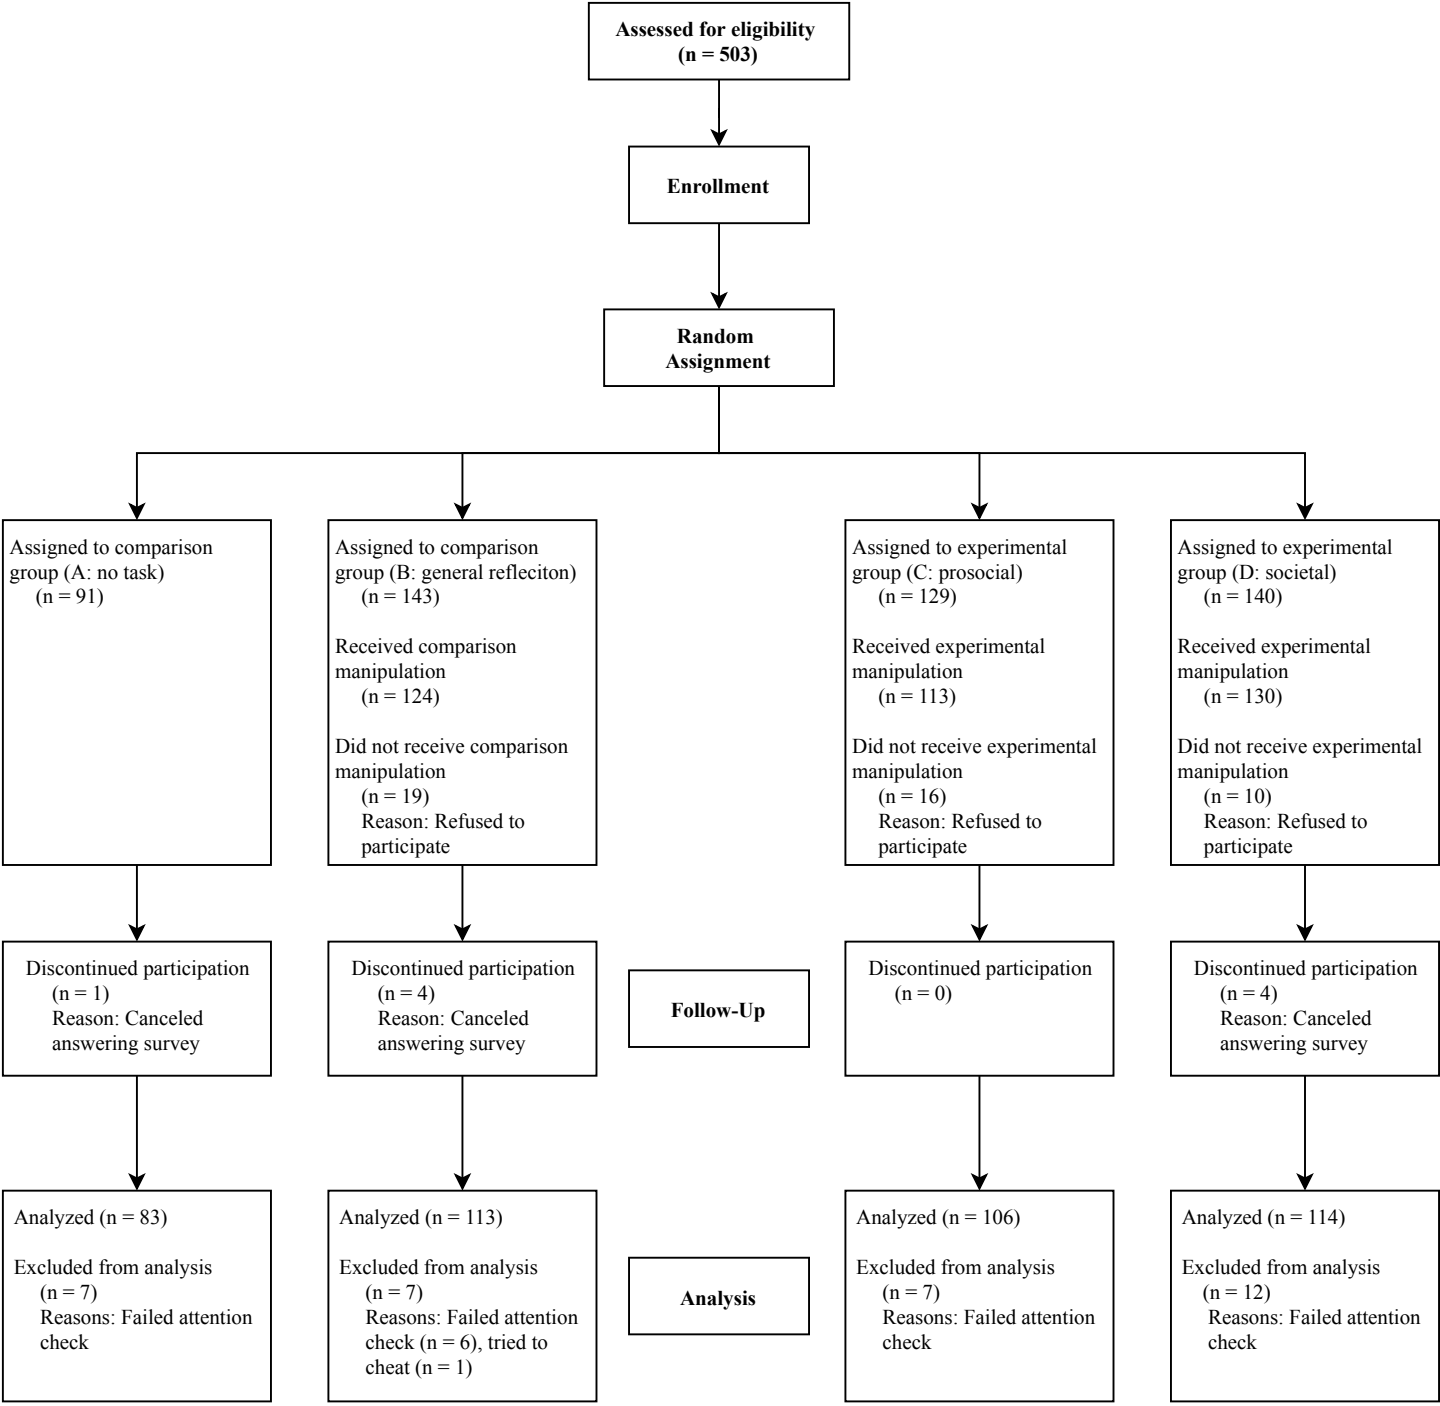 Assessed for eligibility
(n = 503)
Enrollment
Random
Assignment
Assigned to comparison
group (A: no task)
(n = 91)
Assigned to comparison
group (B: general refleciton)
(n = 143)
Received comparison
manipulation
(n = 124)
Did not receive comparison
manipulation
(n = 19)
Reason: Refused to
participate
Assigned to experimental
group (C: prosocial)
(n = 129)
Received experimental
manipulation
(n = 113)
Did not receive experimental
manipulation
(n = 16)
Reason: Refused to
participate
Assigned to experimental
group (D: societal)
(n = 140)
Received experimental
manipulation
(n = 130)
Did not receive experimental
manipulation
(n = 10)
Reason: Refused to
participate
Discontinued participation
(n = 1)
Reason: Canceled
answering survey
Discontinued participation
(n = 4)
Reason: Canceled
answering survey
Follow-Up
Discontinued participation
(n = 0)
Discontinued participation
(n = 4)
Reason: Canceled
answering survey
Analyzed (n = 83)
Excluded from analysis
(n = 7)
Reasons: Failed attention
check
Analyzed (n = 113)
Excluded from analysis
(n = 7)
Reasons: Failed attention
check (n = 6), tried to
cheat (n = 1)
Analysis
Analyzed (n = 106)
Excluded from analysis
(n = 7)
Reasons: Failed attention
check
Analyzed (n = 114)
Excluded from analysis
(n = 12)
Reasons: Failed attention
check